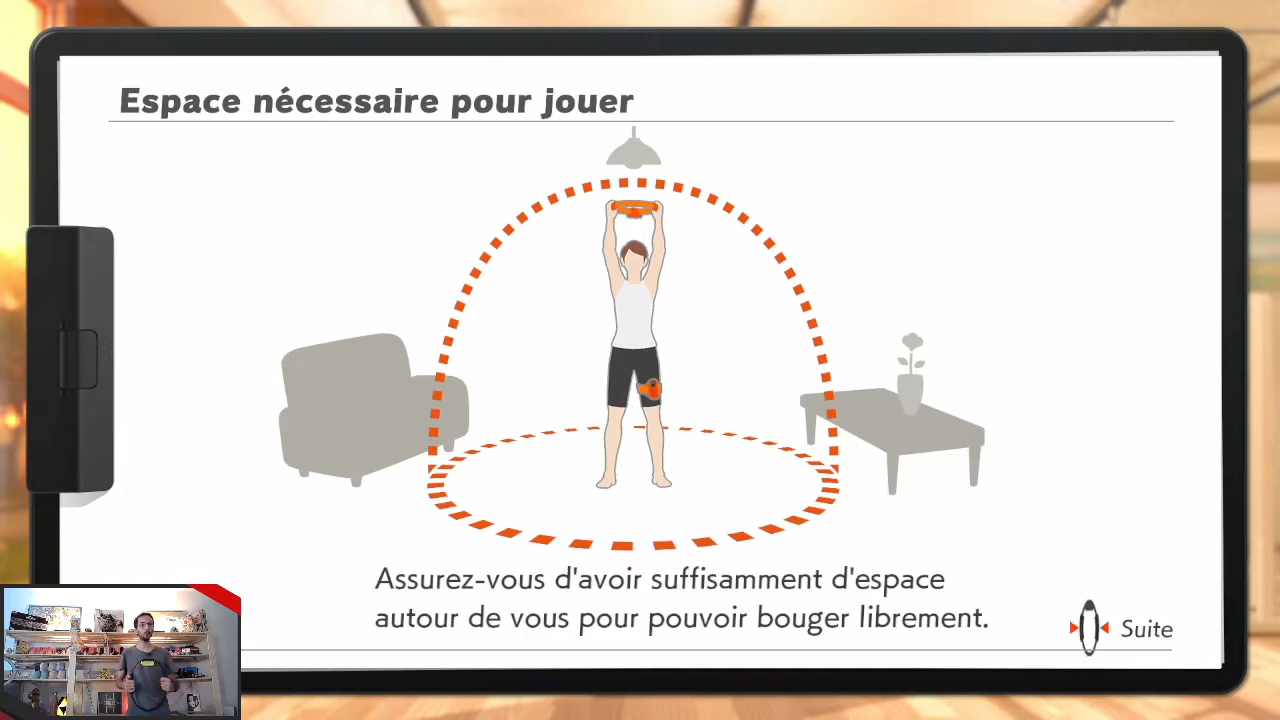 Espace nécessaire pour jouer
Assurez-vous d'avoir suffisamment d'espace
autour de vous pour pouvoir bouger librement.
Suite